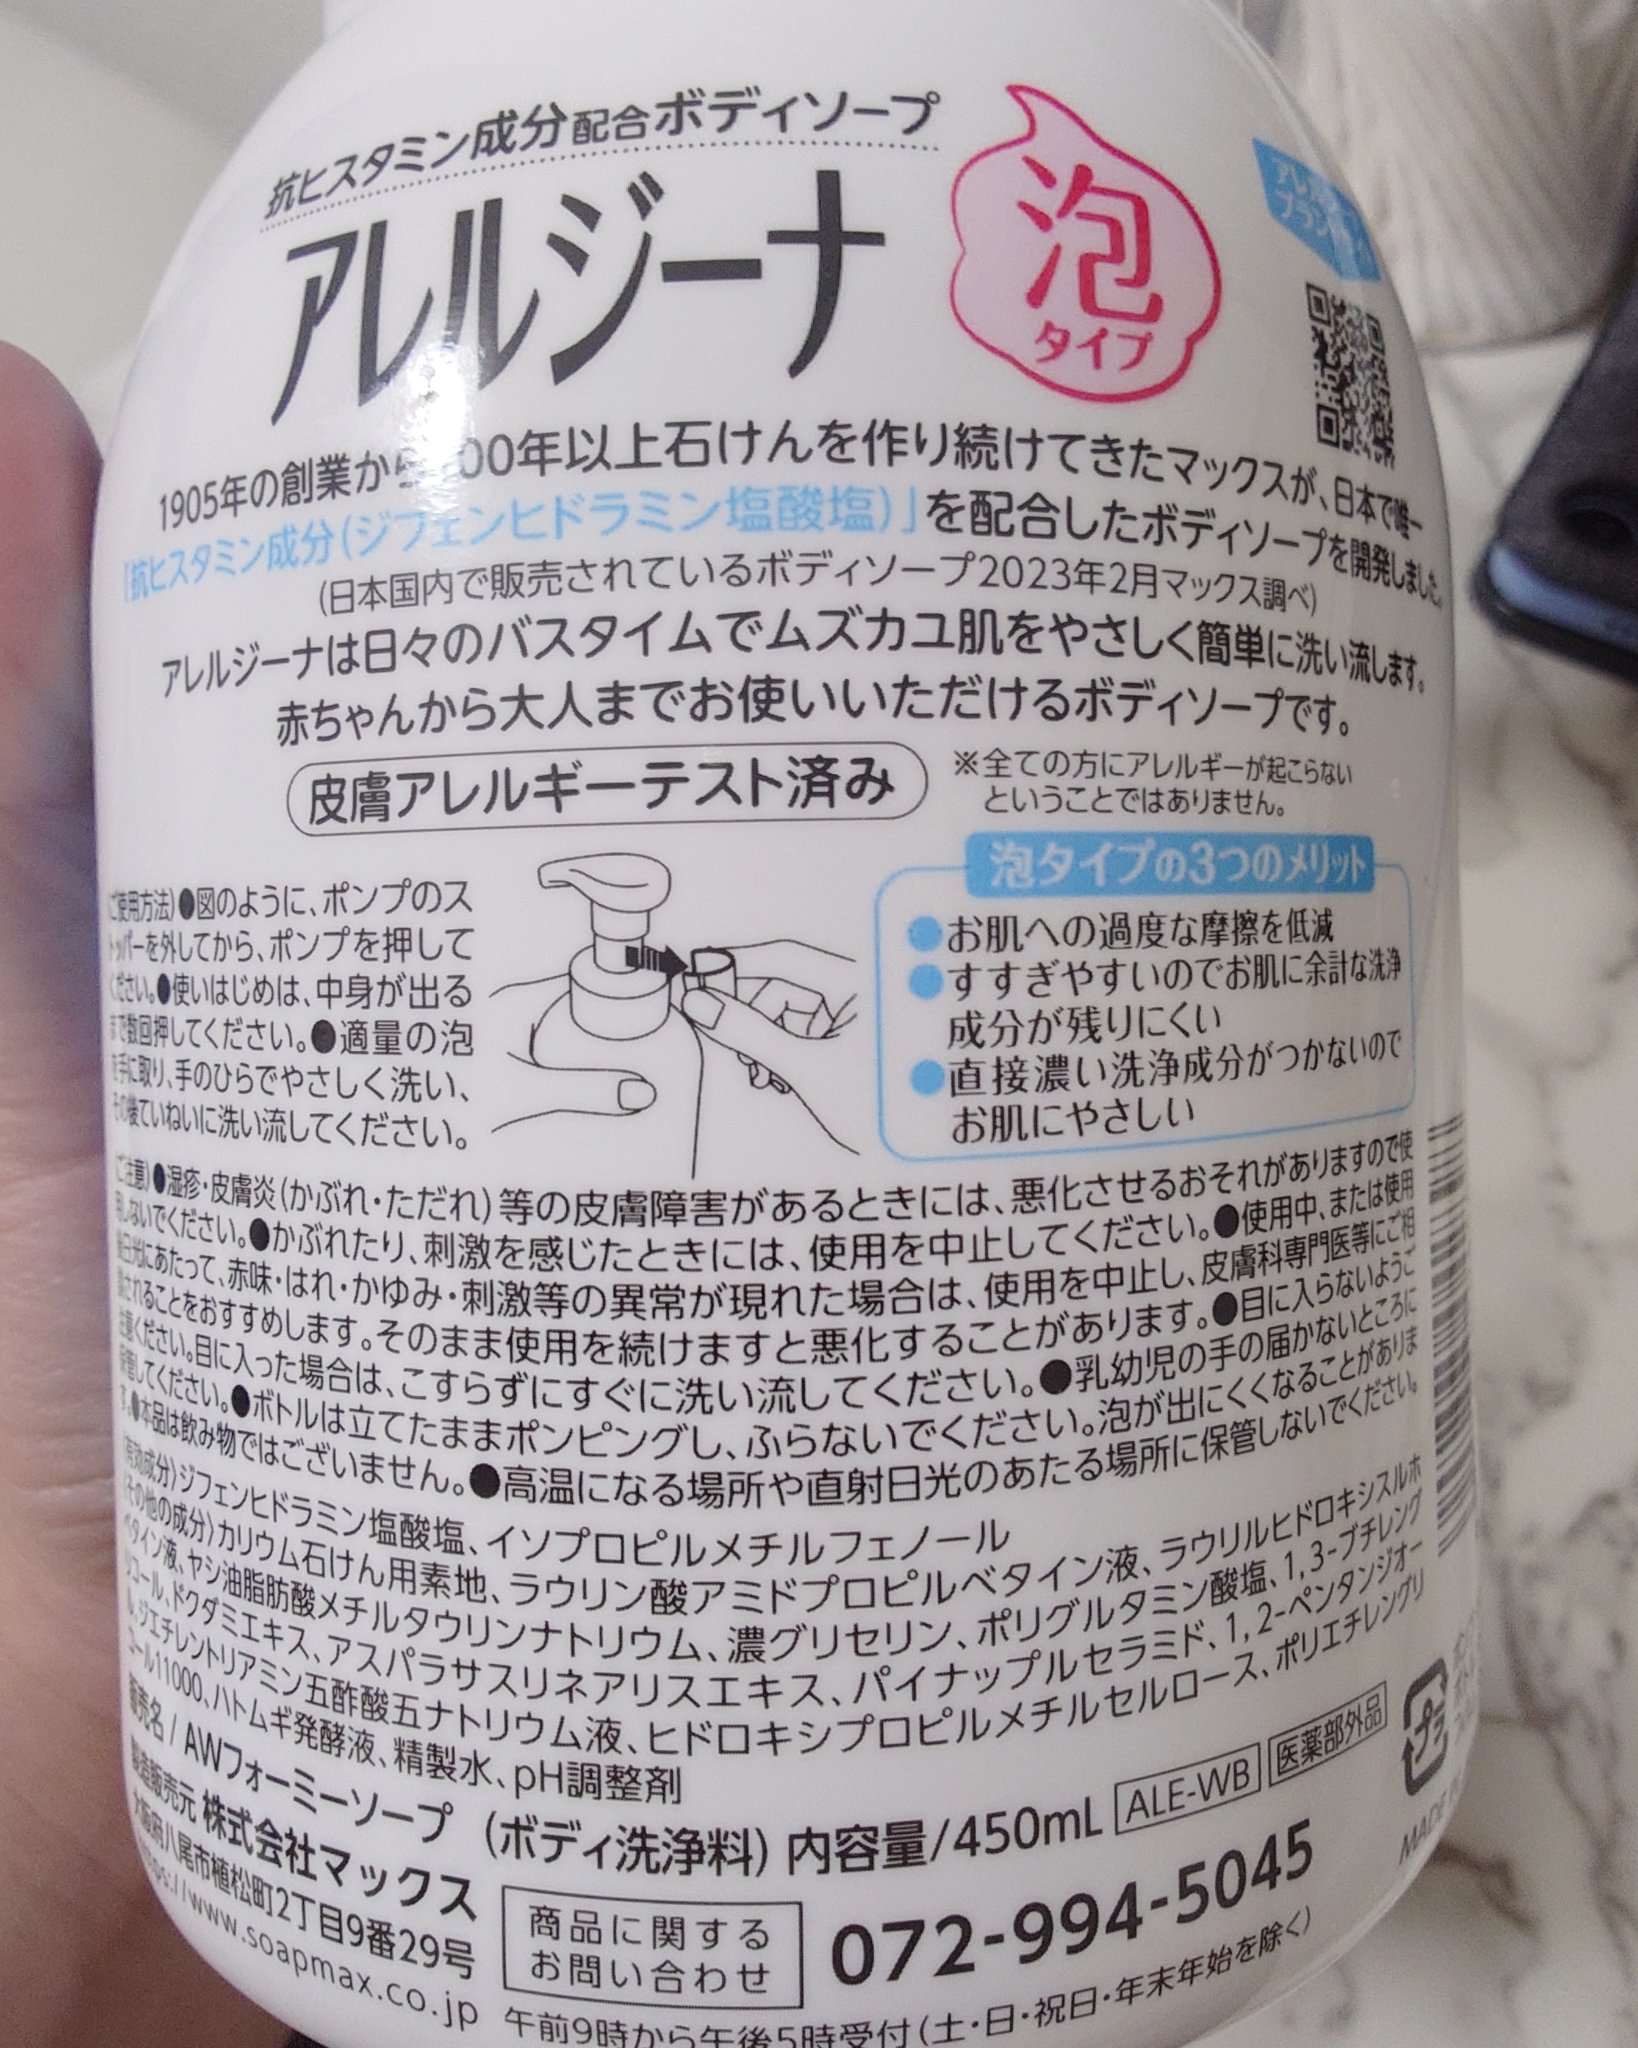 抗ヒスタミン成分配合ボディソープ
アレルジーナ
泡
タイプ
1905年の創業から100年以上石けんを作り続けてきたマックスが、日本で唯一
「抗ヒスタミン成分(ジフェンヒドラミン塩酸塩)」を配合したボディソープを開発しました。
(日本国内で販売されているボディソープ2023年2月マックス調べ)
アレルジーナは日々のバスタイムでムズカユ肌をやさしく簡単に洗い流します。
赤ちゃんから大人までお使いいただけるボディソープです。
皮膚アレルギーテスト済み
※全ての方にアレルギーが起こらない
ということではありません。
〈ご使用方法〉●図のように、ポンプのス
トッパーを外してから、ポンプを押して
ください。●使いはじめは、中身が出る
まで数回押してください。●適量の泡
を手に取り、手のひらでやさしく洗い、
その後ていねいに洗い流してください。
泡タイプの3つのメリット
●お肌への過度な摩擦を低減
●すすぎやすいのでお肌に余計な洗浄
成分が残りにくい
●直接濃い洗浄成分がつかないので
お肌にやさしい
〈ご注意〉●湿疹・皮膚炎(かぶれ・ただれ)等の皮膚障害があるときには、悪化させるおそれがありますので使
用しないでください。●かぶれたり、刺激を感じたときには、使用を中止してください。●使用中、または使用
後日光にあたって、赤味・はれ・かゆみ・刺激等の異常が現れた場合は、使用を中止し、皮膚科専門医等にご相
談されることをおすすめします。そのまま使用を続けますと悪化することがあります。●目に入らないようご
注意ください。目に入った場合は、こすらずにすぐに洗い流してください。●乳幼児の手の届かないところに
保管してください。●ボトルは立てたままポンピングし、ふらないでください。泡が出にくくなることがありま
す。●本品は飲み物ではございません。●高温になる場所や直射日光のあたる場所に保管しないでください。
〈有効成分〉ジフェンヒドラミン塩酸塩、イソプロピルメチルフェノール
〈その他の成分〉カリウム石けん用素地、ラウリン酸アミドプロピルベタイン液、ラウリルヒドロキシスルホ
ベタイン液、ヤシ油脂肪酸メチルタウリンナトリウム、濃グリセリン、ポリグルタミン酸塩、1,3-ブチレング
リコール、ドクダミエキス、アスパラサスリネアリスエキス、パイナップルセラミド、1,2-ペンタンジオー
ル、ジエチレントリアミン五酢酸五ナトリウム液、ヒドロキシプロピルメチルセルロース、ポリエチレングリ
コール11000、ハトムギ発酵液、精製水、pH調整剤
販売名/AWフォーミーソープ (ボディ洗浄料) 内容量/450mL ALE-WB 医薬部外品
製造販売元 株式会社マックス
大阪府八尾市植松町2丁目9番29号
https://www.soapmax.co.jp
商品に関する
お問い合わせ
072-994-5045
午前9時から午後5時受付(土・日・祝日・年末年始を除く)
プラ